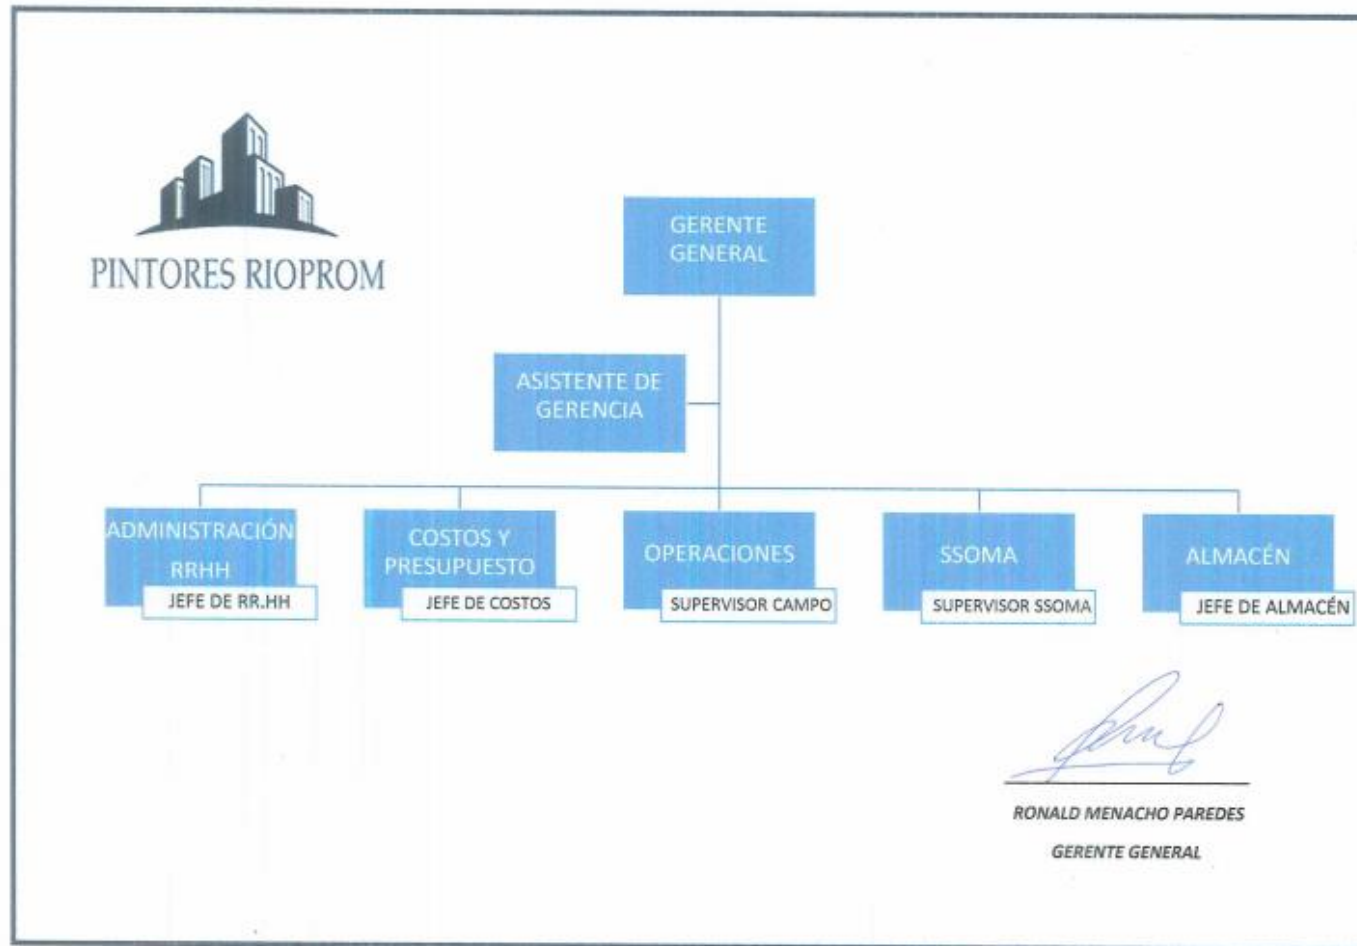 PINTORES RIOPROM
GERENTE
GENERAL
ASISTENTE DE
GERENCIA
ADMINISTRACIÓN
RRHH
JEFE DE RR.HH
COSTOS Y
PRESUPUESTO
JEFE DE COSTOS
OPERACIONES
SUPERVISOR CAMPO
SSOMA
SUPERVISOR SSOMA
ALMACÉN
JEFE DE ALMACÉN
RONALD MENACHO PAREDES
GERENTE GENERAL